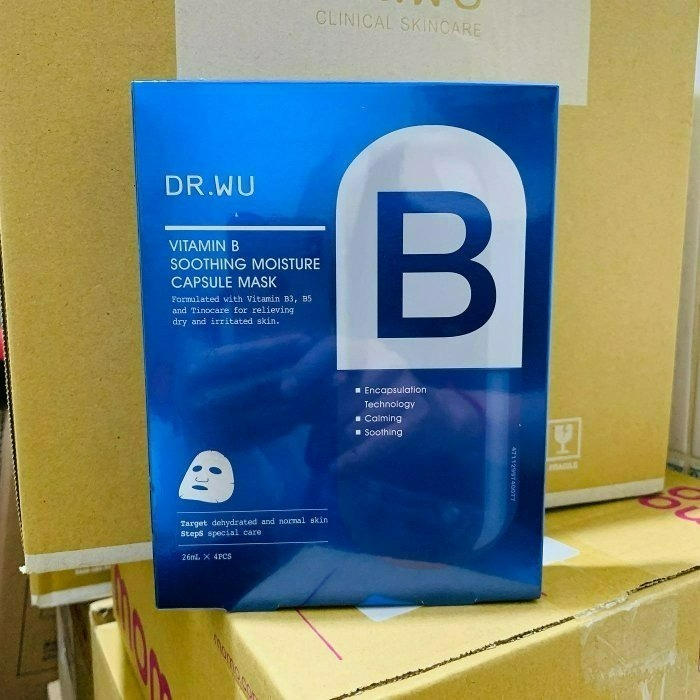 CLINICAL SKINCARE
DR.WU
VITAMIN B
SOOTHING MOISTURE
CAPSULE MASK
Formulated with Vitamin B3, B5
and Tinocare for relieving
dry and irritated skin.
B
Encapsulation
Technology
Calming
Soothing
Target dehydrated and normal skin
Step5 special care
26mL × 4PCS
FRAGILE